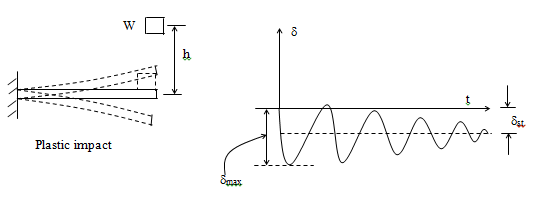 W
h
Plastic impact
δ
t
δst
δmax